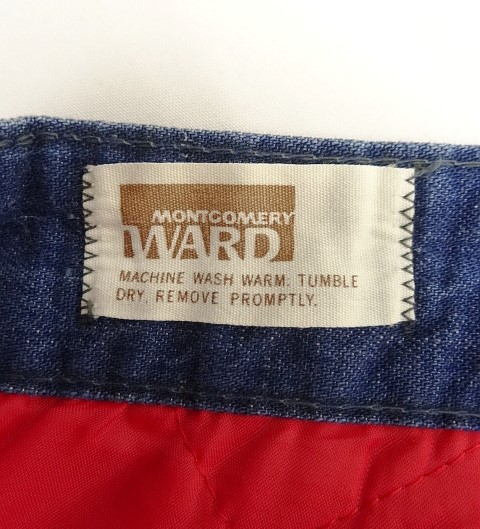 MONTGOMERY
WARD
MACHINE WASH WARM. TUMBLE
DRY, REMOVE PROMPTLY.